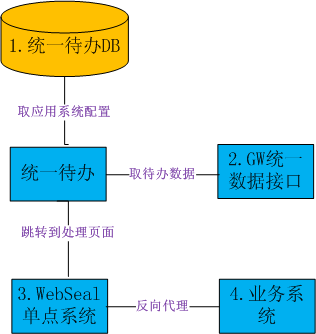 1.统一待办DB
取应用系统配置
统一待办
取待办数据
2.GW统一
数据接口
跳转到处理页面
3.WebSeal
单点系统
反向代理
4.业务系
统